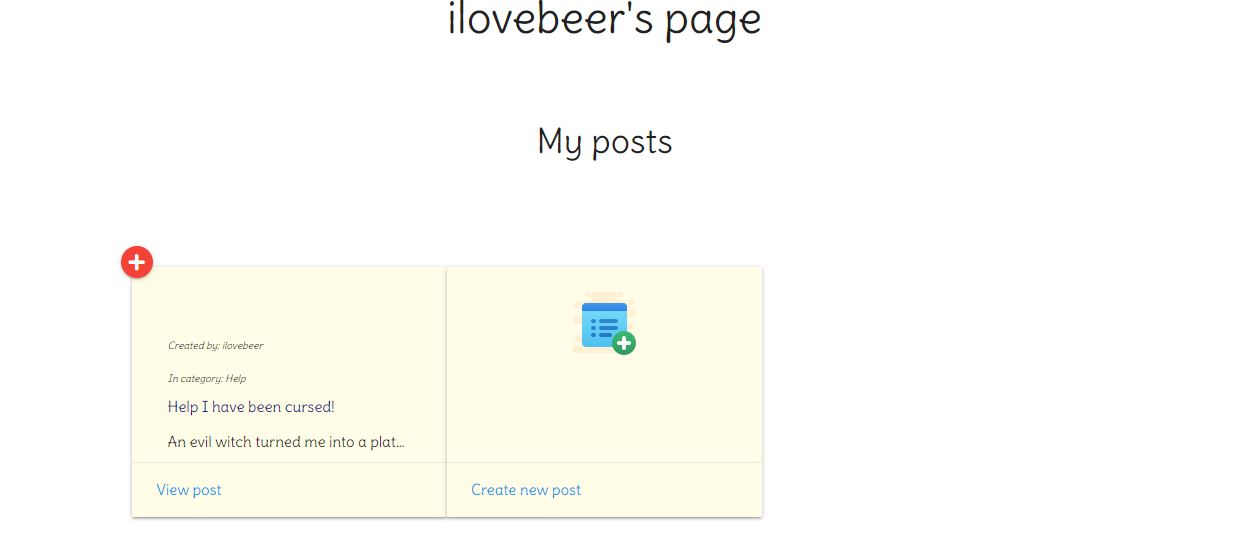 ilovebeer's page
My posts
Created by: ilovebeer
In category: Help
Help I have been cursed!
An evil witch turned me into a plat...
View post
Create new post